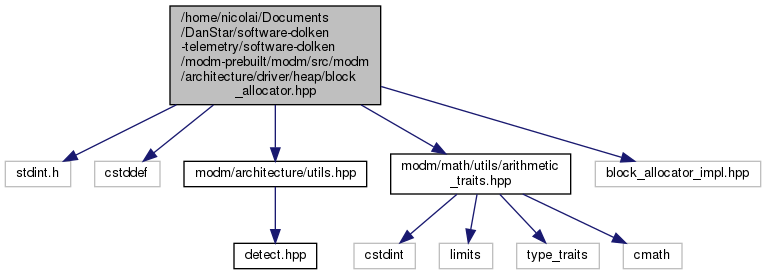 /home/nicolai/Documents
/DanStar/software-dolken
-telemetry/software-dolken
/modm-prebuilt/modm/src/modm
/architecture/driver/heap/block
_allocator.hpp
stdint.h
cstddef
modm/architecture/utils.hpp
modm/math/utils/arithmetic
_traits.hpp
block_allocator_impl.hpp
detect.hpp
cstdint
limits
type_traits
cmath